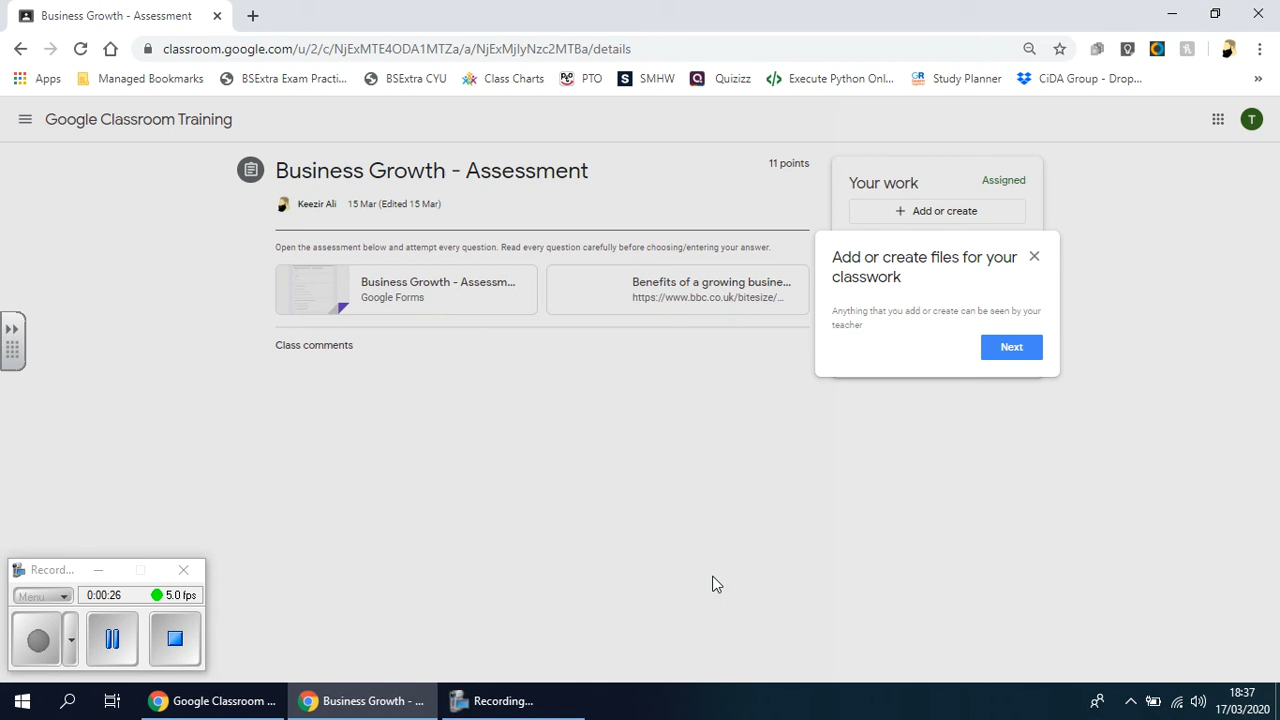 Business Growth - Assessment
classroom.google.com/u/2/c/NjExMTE4ODA1MTZa/a/NjExMjIyNzc2MTBa/details
Apps
Managed Bookmarks
BSExtra Exam Practi...
BSExtra CYU
Class Charts
PTO
SMHW
Quizizz
Execute Python Onl...
Study Planner
CiDA Group - Drop...
»
Google Classroom Training
T
Business Growth - Assessment
11 points
Keezir Ali 15 Mar (Edited 15 Mar)
Open the assessment below and attempt every question. Read every question carefully before choosing/entering your answer.
Business Growth - Assessm...
Google Forms
Benefits of a growing busine...
https://www.bbc.co.uk/bitesize/...
Class comments
Your work
Assigned
+ Add or create
Add or create files for your
classwork
Anything that you add or create can be seen by your
teacher
Next
Record...
Menu
0:00:26
5.0 fps
Google Classroom ...
Business Growth - ...
Recording...
18:37
17/03/2020